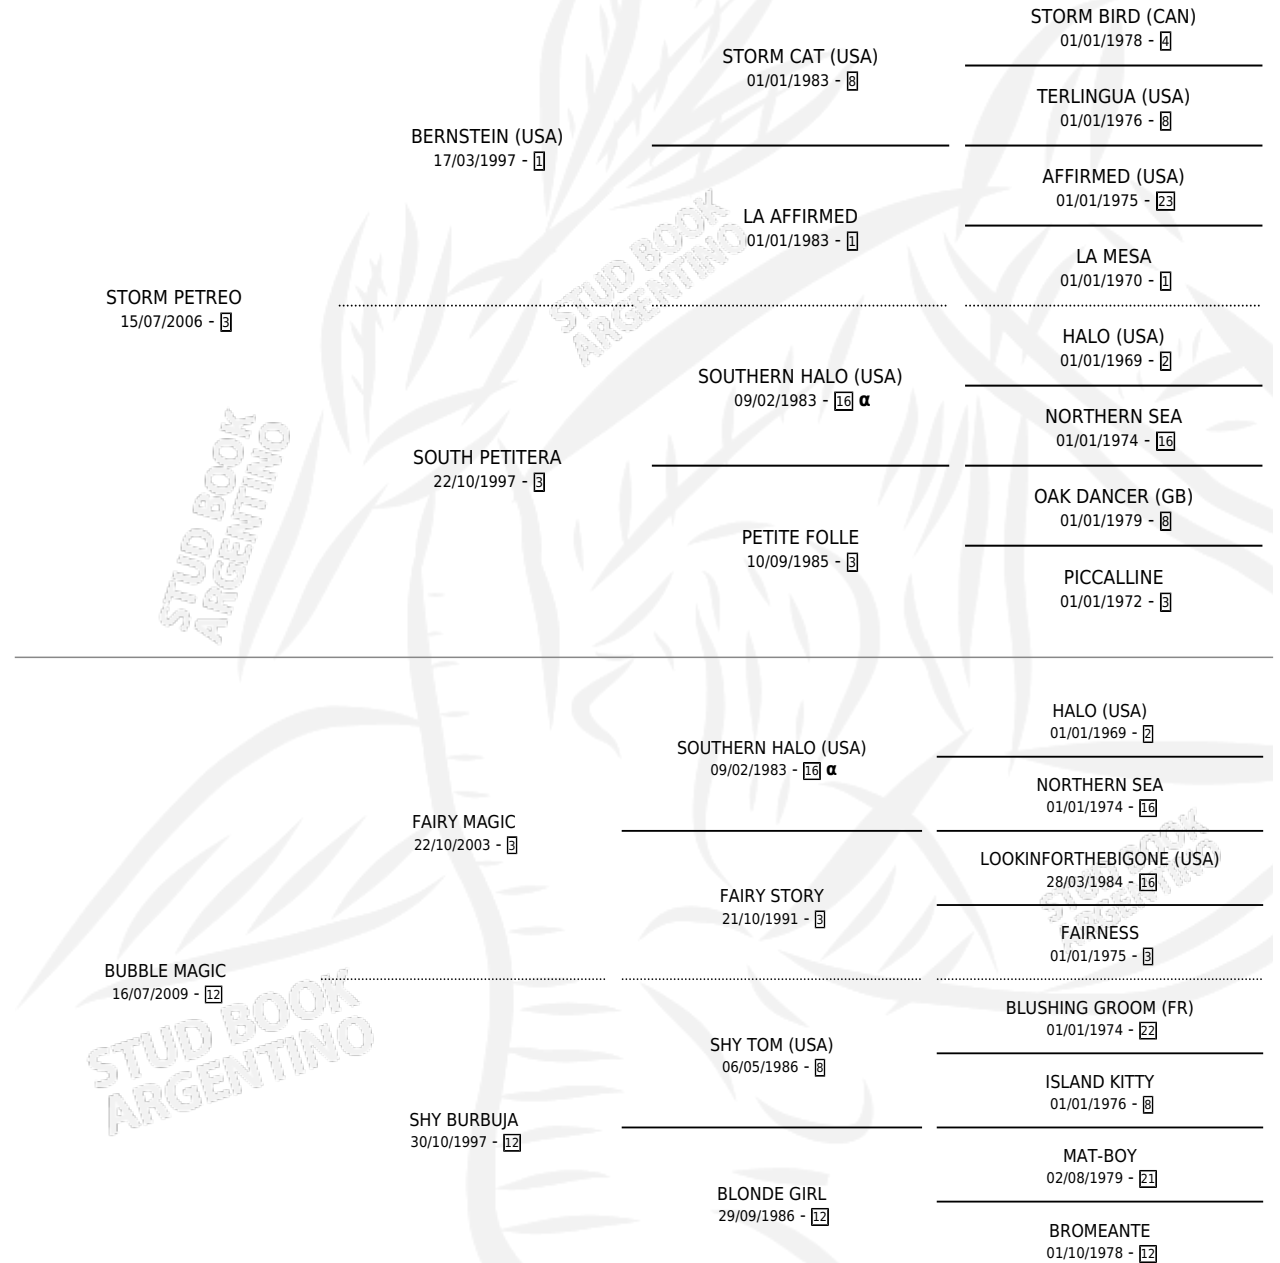 STORM BIRD (CAN)
01/01/1978 - 4
STORM CAT (USA)
01/01/1983 - 8
TERLINGUA (USA)
01/01/1976 - 8
BERNSTEIN (USA)
17/03/1997 - 1
AFFIRMED (USA)
01/01/1975 - 23
LA AFFIRMED
01/01/1983 - 1
LA MESA
01/01/1970 - 1
STORM PETREO
15/07/2006 - 3
STUD BOOK
ARGENTINO
HALO (USA)
01/01/1969 - 2
SOUTHERN HALO (USA)
09/02/1983 - 16 α
NORTHERN SEA
01/01/1974 - 16
SOUTH PETITERA
22/10/1997 - 3
OAK DANCER (GB)
01/01/1979 - 8
PETITE FOLLE
10/09/1985 - 3
PICCALLINE
01/01/1972 - 3
STUD BOOK
ARGENTINO
HALO (USA)
01/01/1969 - 2
SOUTHERN HALO (USA)
09/02/1983 - 16 α
NORTHERN SEA
01/01/1974 - 16
FAIRY MAGIC
22/10/2003 - 3
LOOKINFORTHEBIGONE (USA)
28/03/1984 - 16
STUD BOOK
ARGENTINO
FAIRY STORY
21/10/1991 - 3
FAIRNESS
01/01/1975 - 3
BUBBLE MAGIC
16/07/2009 - 12
STUD BOOK
ARGENTINO
BLUSHING GROOM (FR)
01/01/1974 - 22
SHY TOM (USA)
06/05/1986 - 8
ISLAND KITTY
01/01/1976 - 8
SHY BURBUJA
30/10/1997 - 12
MAT-BOY
02/08/1979 - 21
BLONDE GIRL
29/09/1986 - 12
BROMEANTE
01/10/1978 - 12